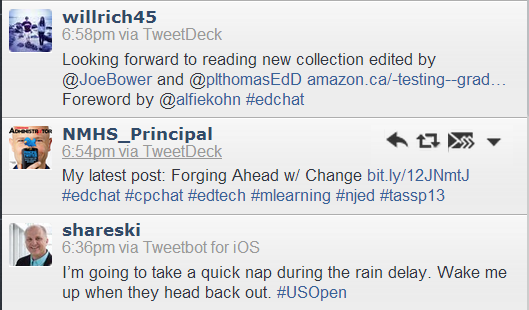 willrich45
6:58pm via TweetDeck
Looking forward to reading new collection edited by
@JoeBower and @plthomasEdD amazon.ca/-testing--grad…
Foreword by @alfiekohn #edchat
ADMINISTRATOR
NMHS_Principal
6:54pm via TweetDeck
My latest post: Forging Ahead w/ Change bit.ly/12JNmtJ
#edchat #cpchat #edtech #mlearning #njed #tassp13
shareski
6:36pm via Tweetbot for iOS
I'm going to take a quick nap during the rain delay. Wake me
up when they head back out. #USOpen